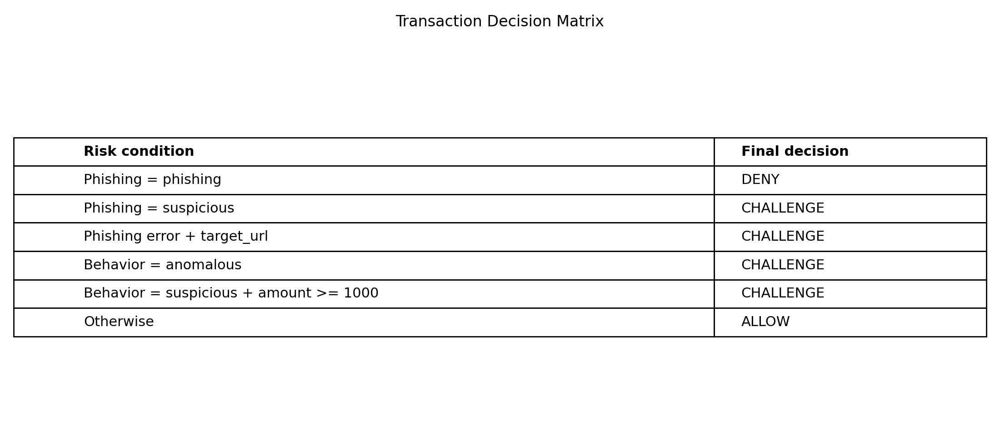 Transaction Decision Matrix
Risk condition Final decision
Phishing = phishing DENY
Phishing = suspicious CHALLENGE
Phishing error + target_url CHALLENGE
Behavior = anomalous CHALLENGE
Behavior = suspicious + amount >= 1000 CHALLENGE
Otherwise ALLOW